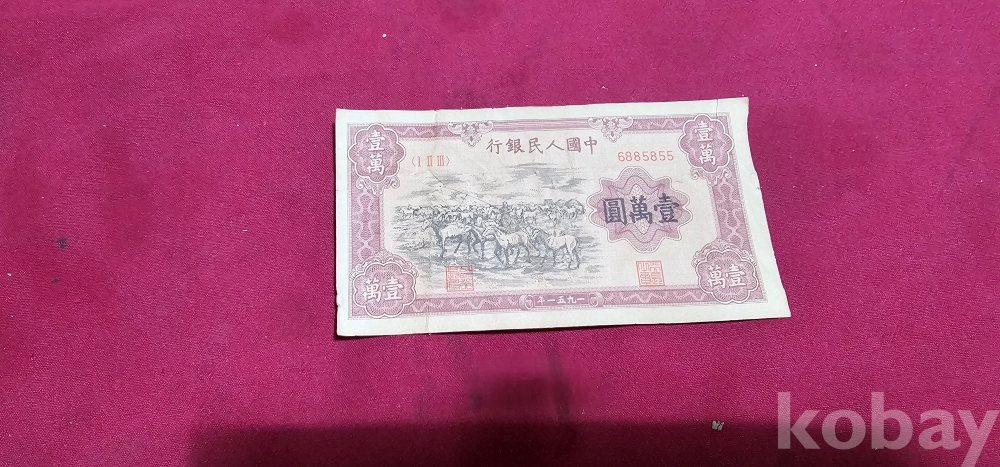 中國人民銀行
壹萬
〈I II III〉
6885855
壹萬
壹萬圓
壹萬
壹萬
一九五一年
kobay